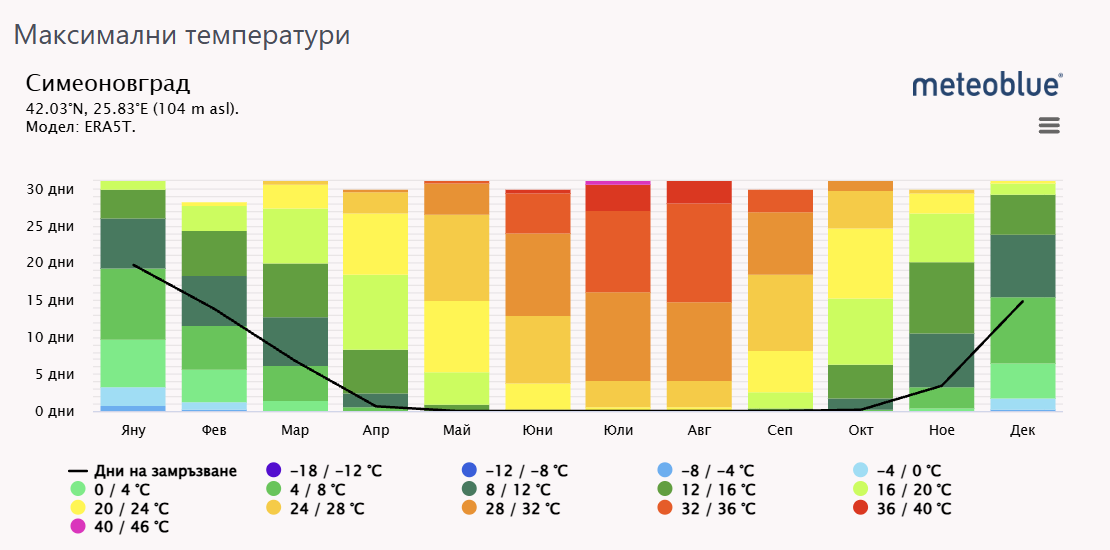 Максимални температури
Симеоновград
42.03°N, 25.83°E (104 m asl).
Модел: ERA5T.
meteoblue®
30 дни
25 дни
20 дни
15 дни
10 дни
5 дни
0 дни
Яну Фев Мар Апр Май Юни Юли Авг Сеп Окт Ное Дек
Дни на замръзване −18 / −12 °C −12 / −8 °C −8 / −4 °C −4 / 0 °C
0 / 4 °C 4 / 8 °C 8 / 12 °C 12 / 16 °C 16 / 20 °C
20 / 24 °C 24 / 28 °C 28 / 32 °C 32 / 36 °C 36 / 40 °C
40 / 46 °C